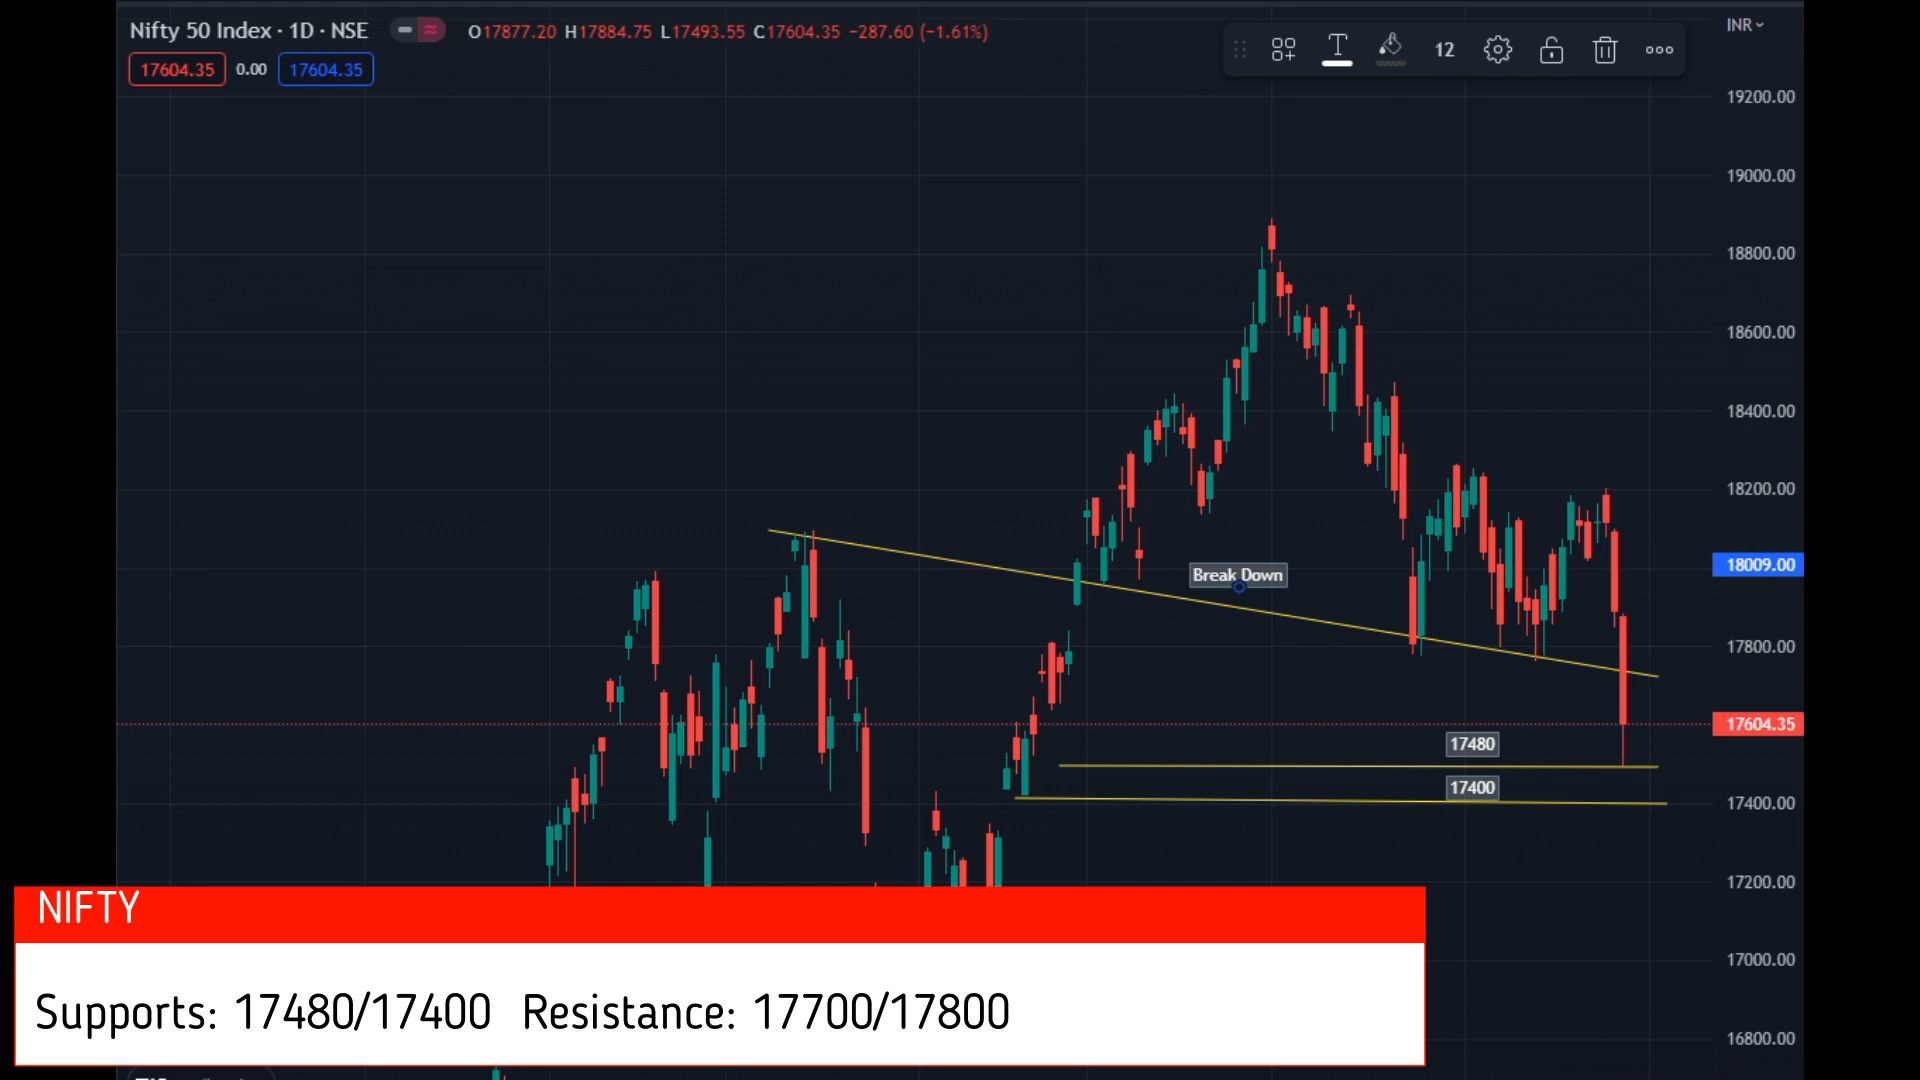 Nifty 50 Index · 1D · NSE
O17877.20 H17884.75 L17493.55 C17604.35 −287.60 (−1.61%)
17604.35 0.00 17604.35
12
INR
19200.00
19000.00
18800.00
18600.00
18400.00
18200.00
18009.00
Break Down
17800.00
17604.35
17480
17400
17400.00
17200.00
NIFTY
17000.00
Supports: 17480/17400 Resistance: 17700/17800
16800.00